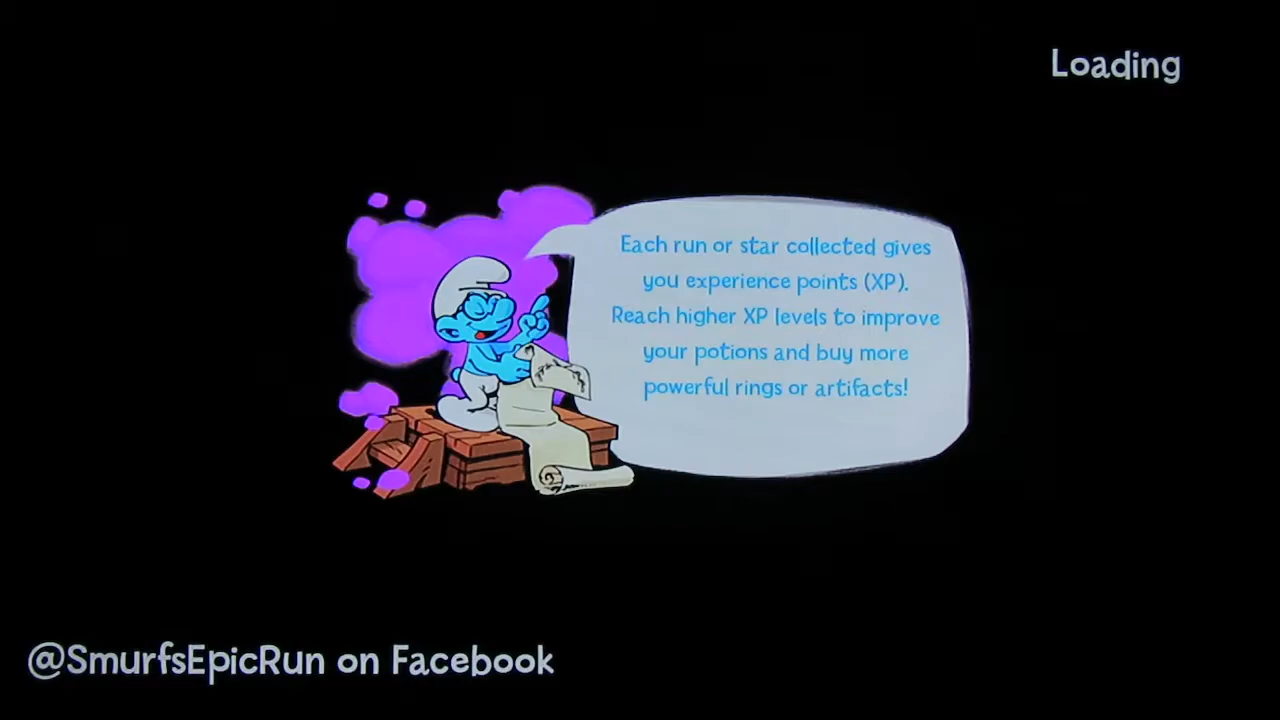 Loading
Each run or star collected gives
you experience points (XP).
Reach higher XP levels to improve
your potions and buy more
powerful rings or artifacts!
@SmurfsEpicRun on Facebook